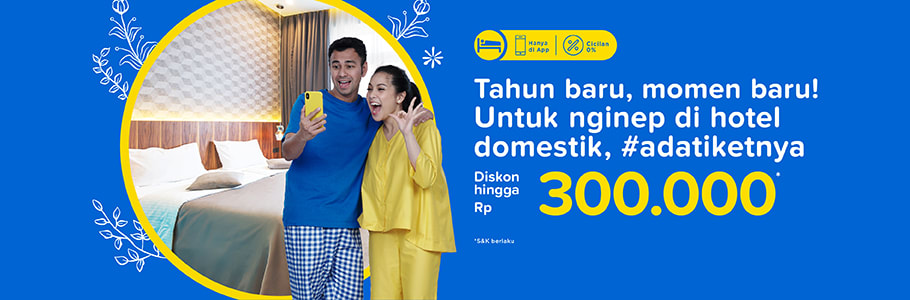 Hanya
di App
Cicilan
0%
Tahun baru, momen baru!
Untuk nginep di hotel
domestik, #adatiketnya
Diskon
hingga
Rp
300.000*
*S&K berlaku